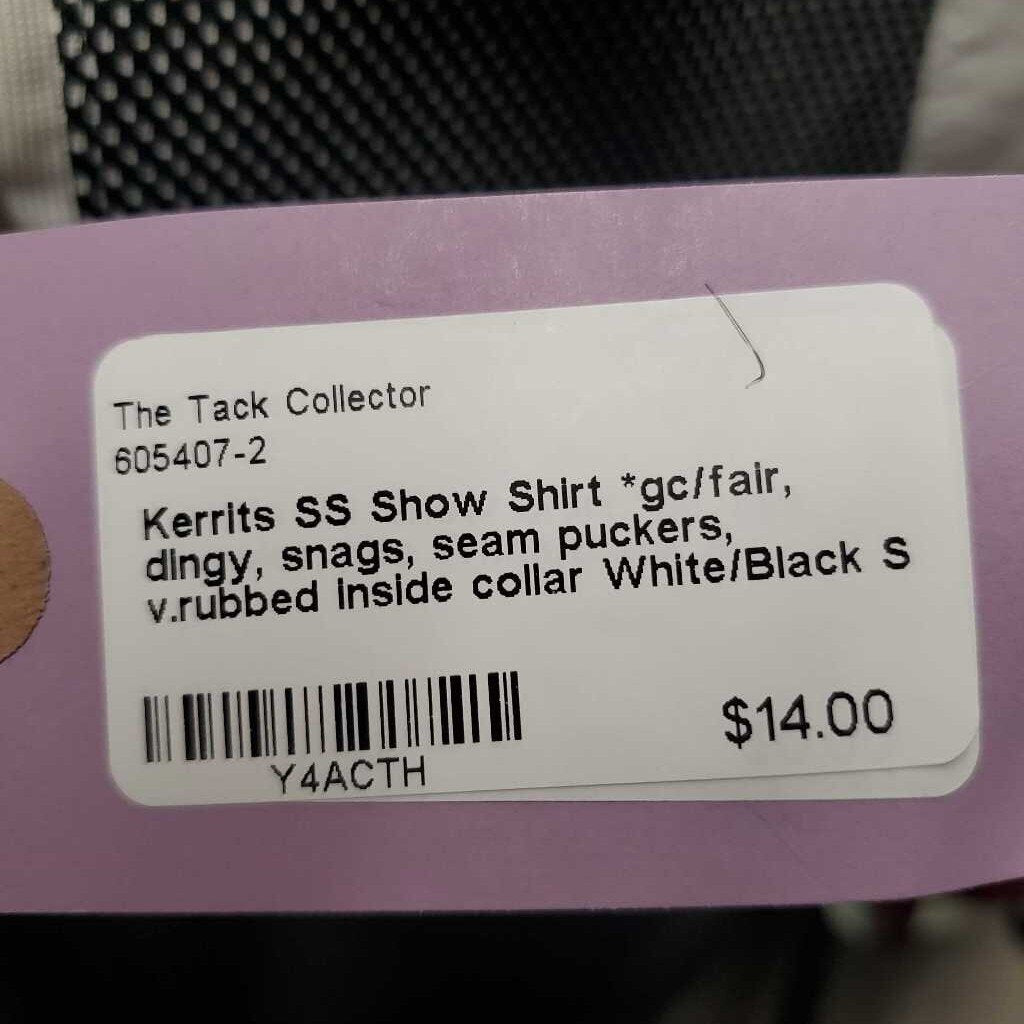 The Tack Collector
605407-2
Kerrits SS Show Shirt *gc/fair,
dingy, snags, seam puckers,
v.rubbed inside collar White/Black S
Y4ACTH
$14.00